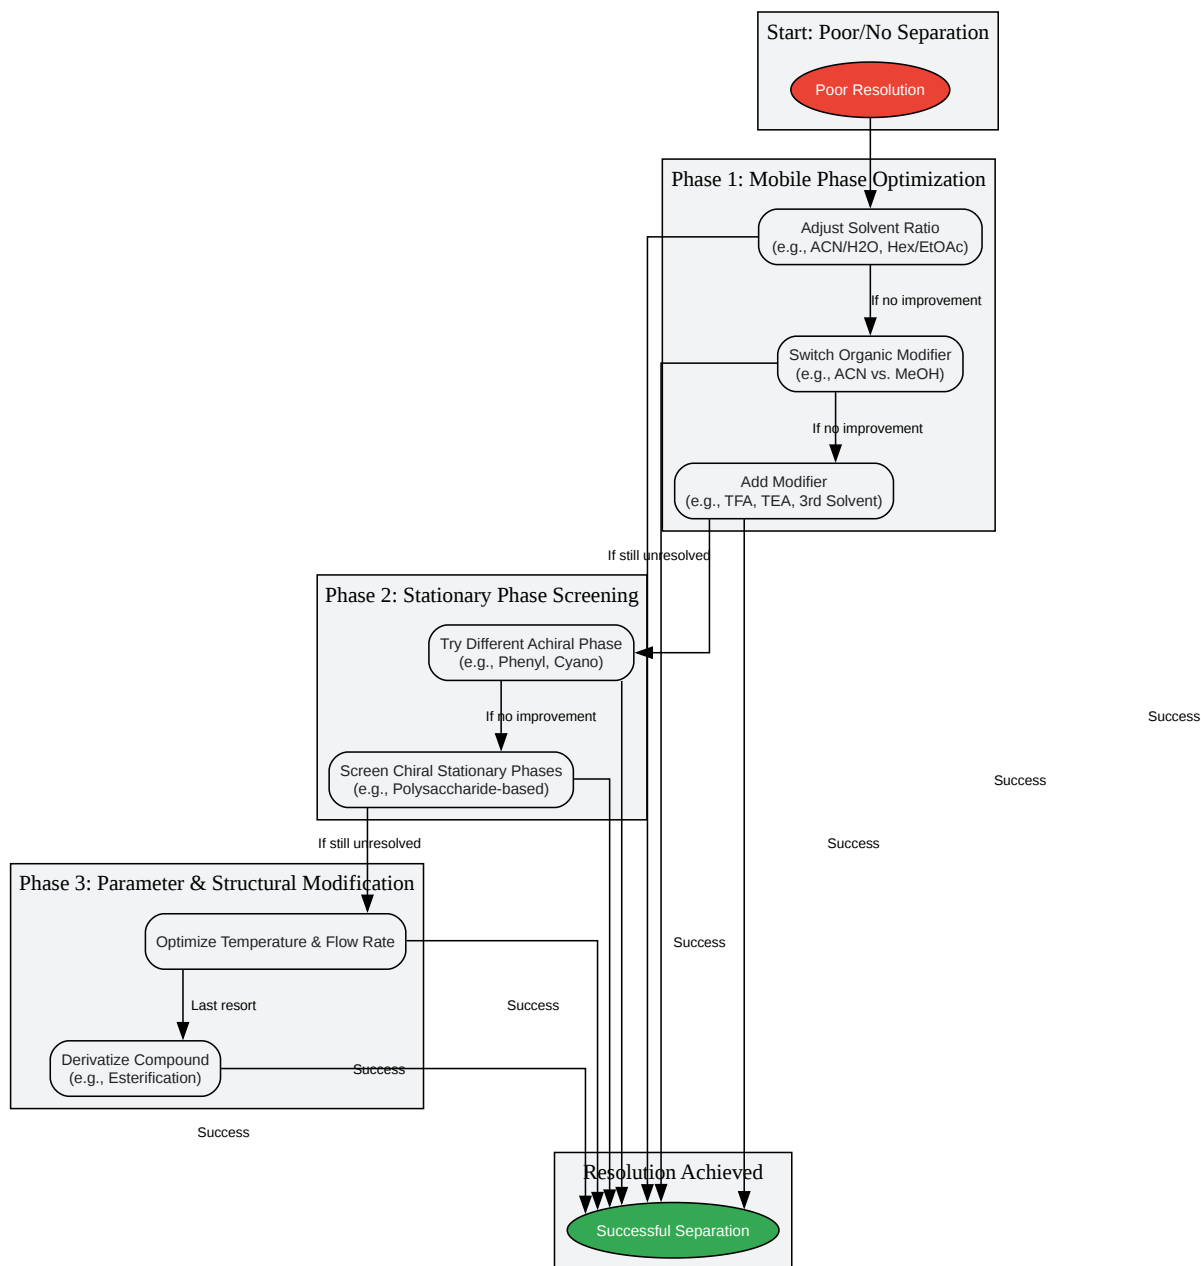 Start: Poor/No Separation
Poor Resolution
Phase 1: Mobile Phase Optimization
Adjust Solvent Ratio
(e.g., ACN/H2O, Hex/EtOAc)
If no improvement
Switch Organic Modifier
(e.g., ACN vs. MeOH)
If no improvement
Add Modifier
(e.g., TFA, TEA, 3rd Solvent)
If still unresolved
Phase 2: Stationary Phase Screening
Try Different Achiral Phase
(e.g., Phenyl, Cyano)
If no improvement
Success
Screen Chiral Stationary Phases
(e.g., Polysaccharide-based)
Success
If still unresolved
Success
Phase 3: Parameter & Structural Modification
Optimize Temperature & Flow Rate
Success
Last resort
Success
Derivatize Compound
(e.g., Esterification)
Success
Success
Resolution Achieved
Successful Separation